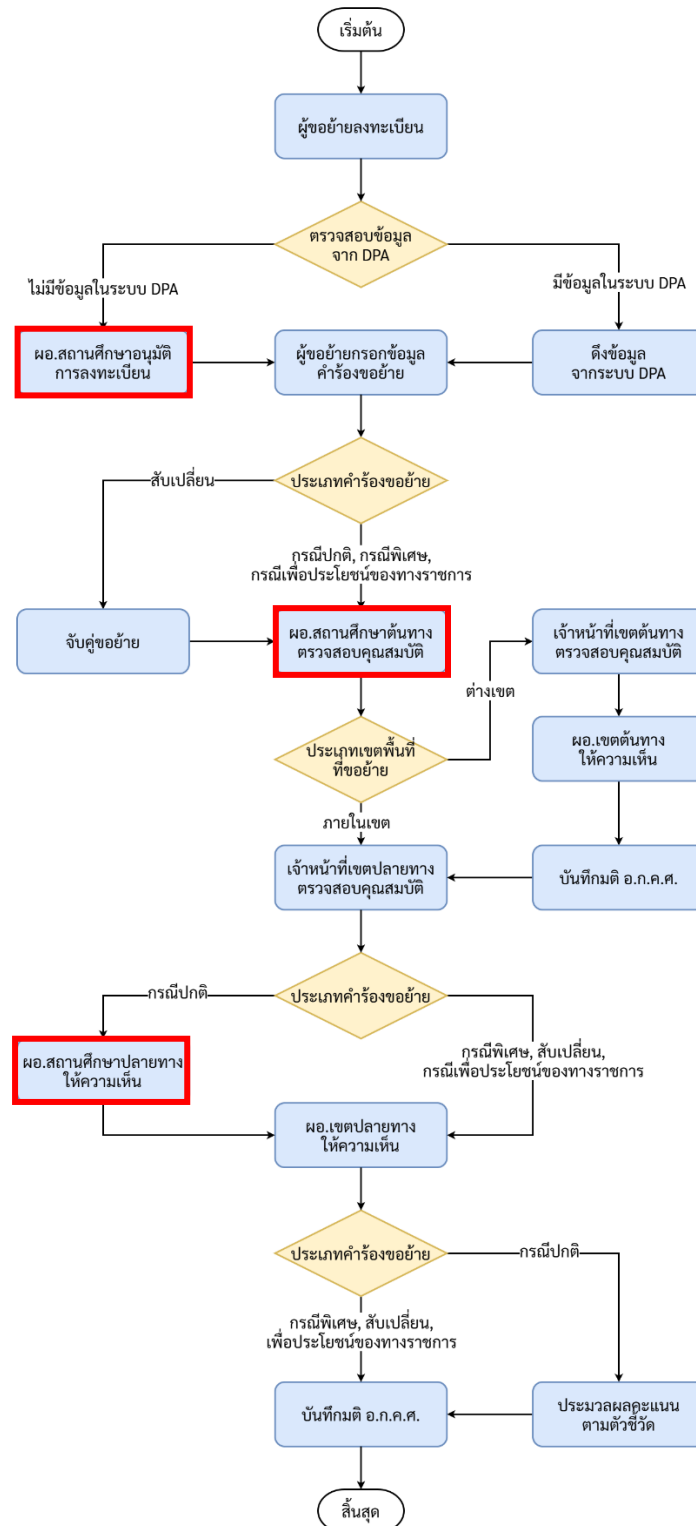 เริ่มต้น
ผู้ขอย้ายลงทะเบียน
ตรวจสอบข้อมูล
จาก DPA
ไม่มีข้อมูลในระบบ DPA
มีข้อมูลในระบบ DPA
ผอ.สถานศึกษาอนุมัติ
การลงทะเบียน
ผู้ขอย้ายกรอกข้อมูล
คำร้องขอย้าย
ดึงข้อมูล
จากระบบ DPA
สับเปลี่ยน
ประเภทคำร้องขอย้าย
กรณีปกติ, กรณีพิเศษ,
กรณีเพื่อประโยชน์ของทางราชการ
จับคู่ขอย้าย
ผอ.สถานศึกษาต้นทาง
ตรวจสอบคุณสมบัติ
เจ้าหน้าที่เขตต้นทาง
ตรวจสอบคุณสมบัติ
ต่างเขต
ประเภทเขตพื้นที่
ที่ขอย้าย
ผอ.เขตต้นทาง
ให้ความเห็น
ภายในเขต
เจ้าหน้าที่เขตปลายทาง
ตรวจสอบคุณสมบัติ
บันทึกมติ อ.ก.ค.ศ.
กรณีปกติ
ประเภทคำร้องขอย้าย
กรณีพิเศษ, สับเปลี่ยน,
กรณีเพื่อประโยชน์ของทางราชการ
ผอ.สถานศึกษาปลายทาง
ให้ความเห็น
ผอ.เขตปลายทาง
ให้ความเห็น
ประเภทคำร้องขอย้าย
กรณีปกติ
กรณีพิเศษ, สับเปลี่ยน,
เพื่อประโยชน์ของทางราชการ
บันทึกมติ อ.ก.ค.ศ.
ประมวลผลคะแนน
ตามตัวชี้วัด
สิ้นสุด